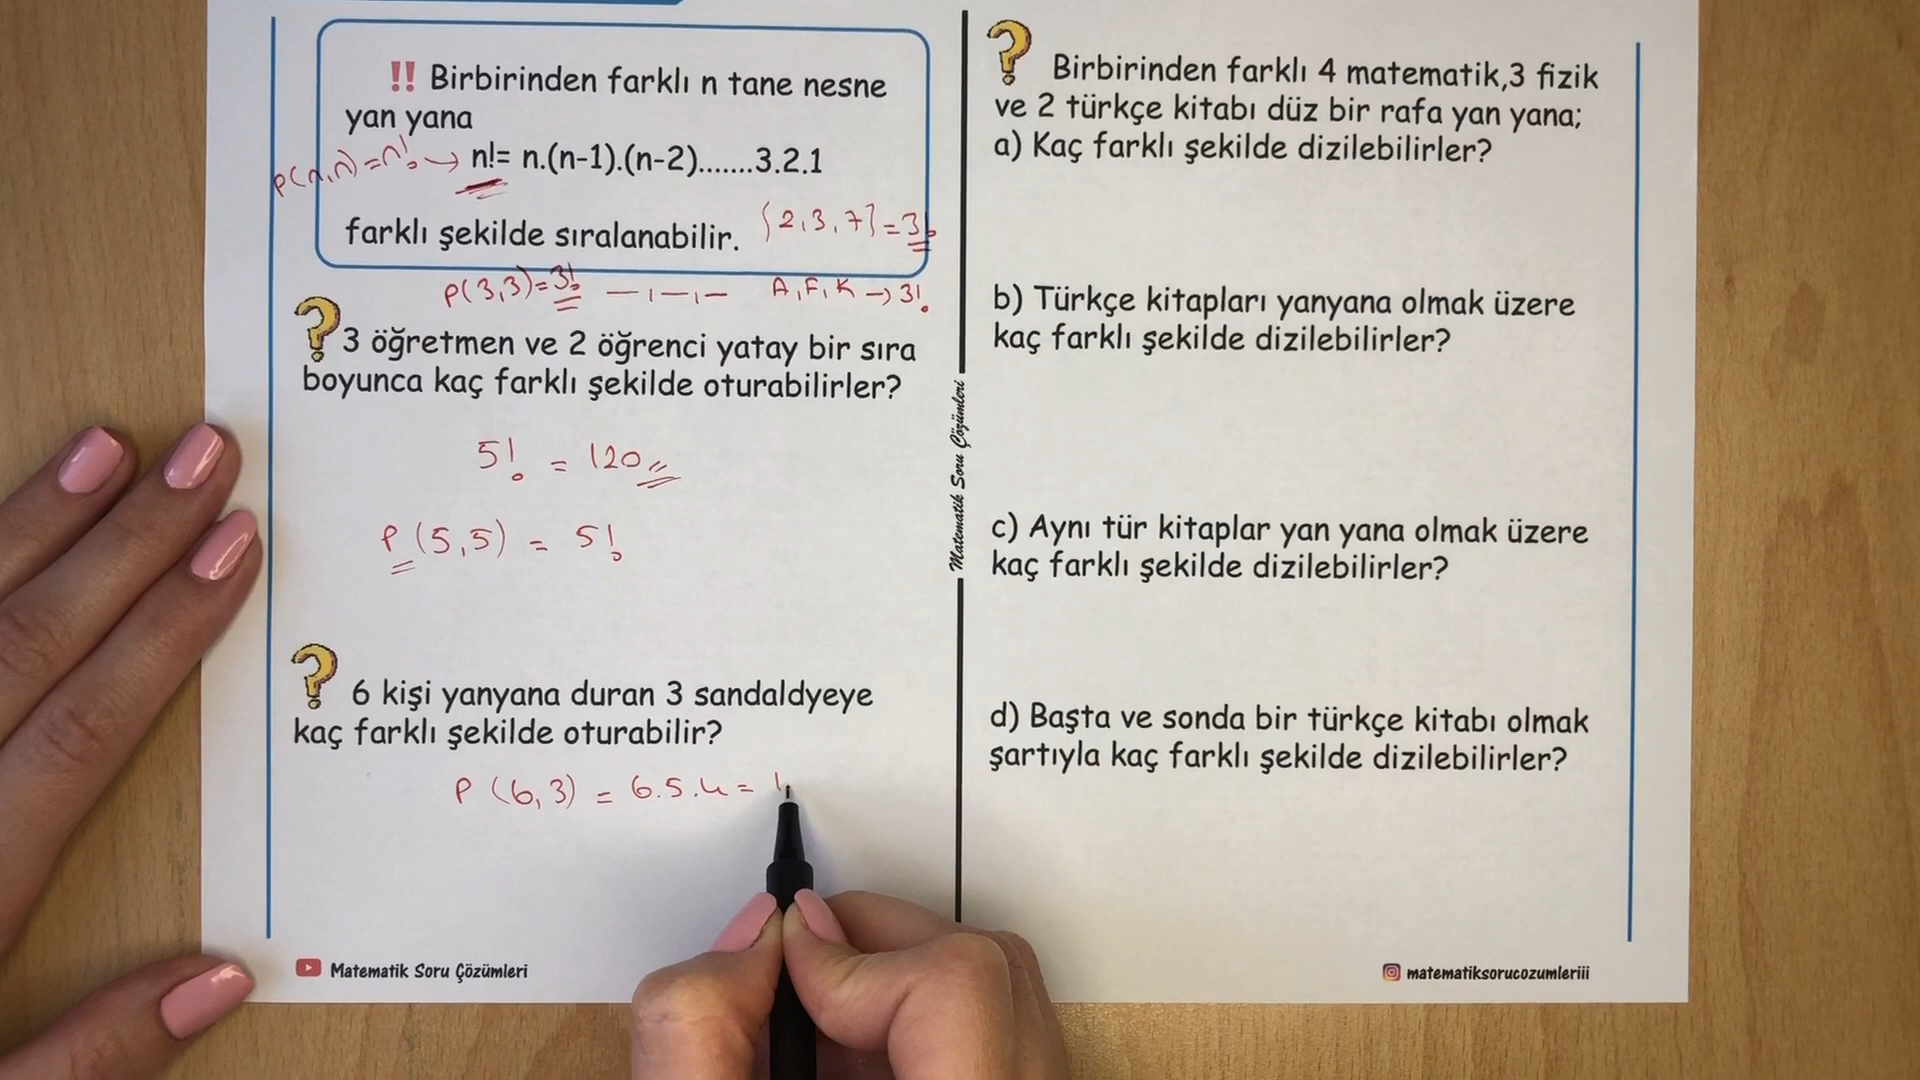 !! Birbirinden farklı n tane nesne
yan yana
P(n,n)=n! → n!= n.(n-1).(n-2).......3.2.1
farklı şekilde sıralanabilir. {2,3,7}=3!
P(3,3)=3! _,_,_ A,F,K→3!
? 3 öğretmen ve 2 öğrenci yatay bir sıra
boyunca kaç farklı şekilde oturabilirler?
5! = 120
P(5,5) = 5!
? 6 kişi yanyana duran 3 sandaldyeye
kaç farklı şekilde oturabilir?
P(6,3) = 6.5.4= 1
Matematik Soru Çözümleri
Matematik Soru Çözümleri
? Birbirinden farklı 4 matematik,3 fizik
ve 2 türkçe kitabı düz bir rafa yan yana;
a) Kaç farklı şekilde dizilebilirler?
b) Türkçe kitapları yanyana olmak üzere
kaç farklı şekilde dizilebilirler?
c) Aynı tür kitaplar yan yana olmak üzere
kaç farklı şekilde dizilebilirler?
d) Başta ve sonda bir türkçe kitabı olmak
şartıyla kaç farklı şekilde dizilebilirler?
matematiksorucozumleriii